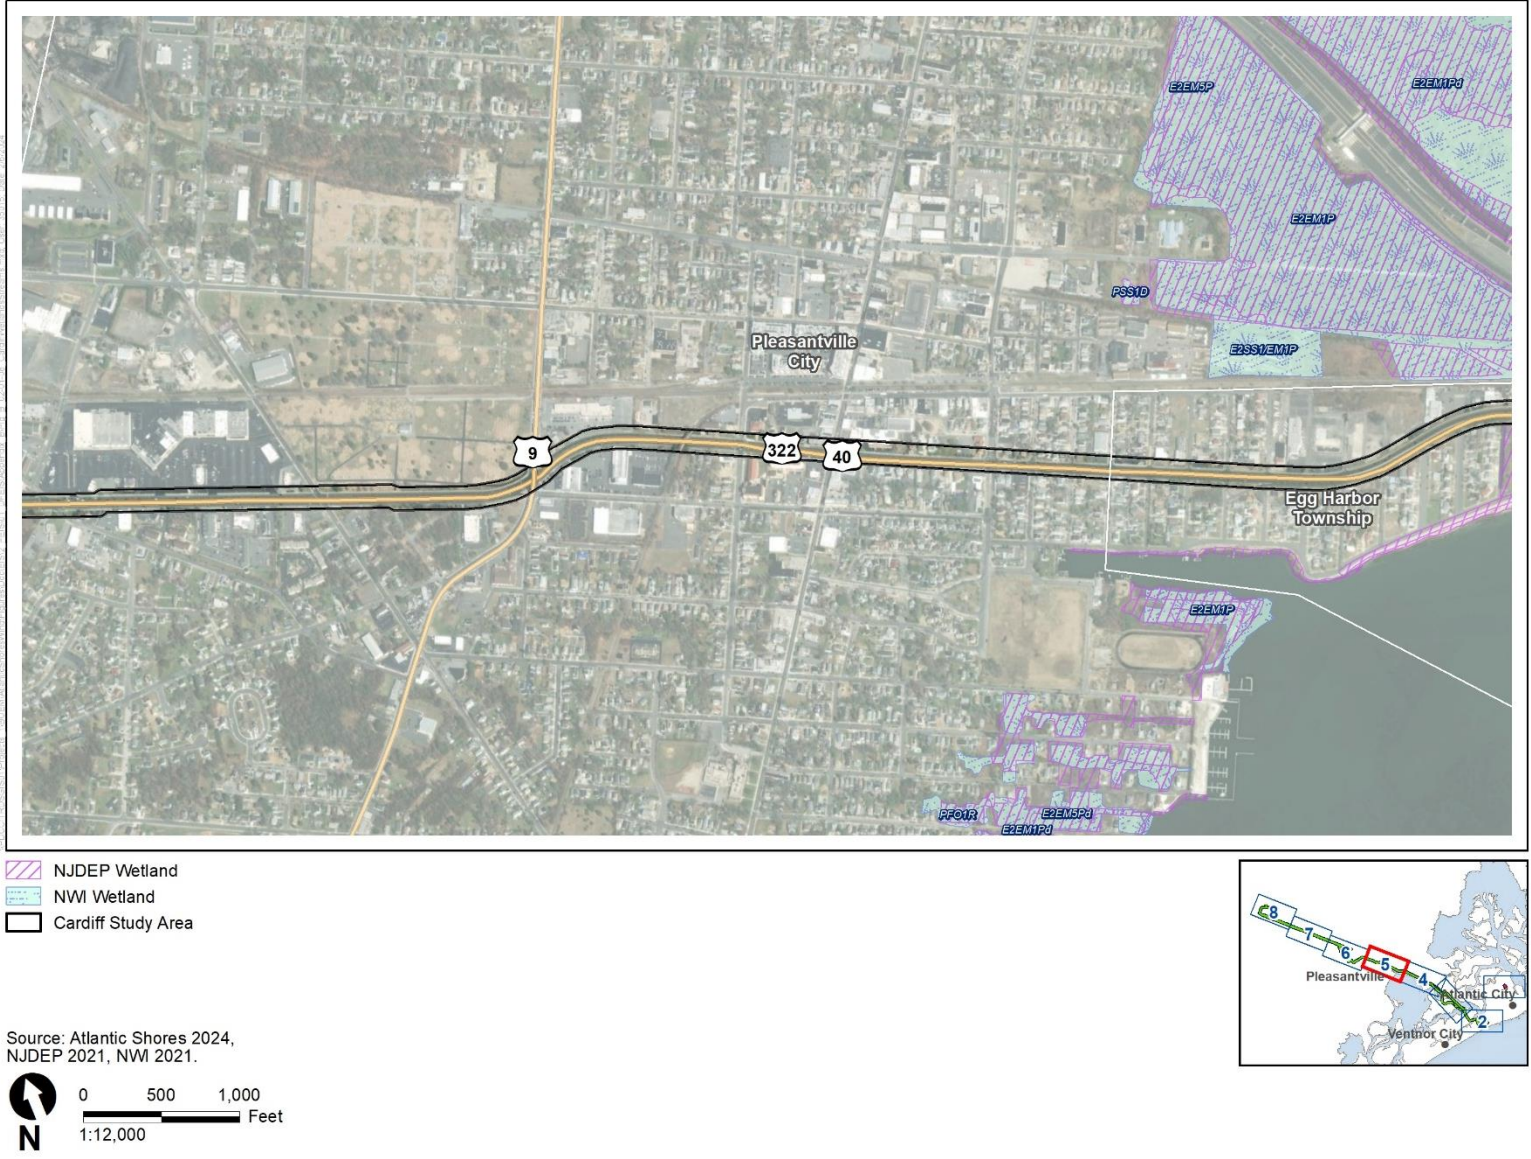 E2EM5P
E2EM1Pd
E2EM1P
PSS1D
E2SS1/EM1P
Pleasantville
City
9
322
40
Egg Harbor
Township
E2EM1P
PFO1R
E2EM5Pd
E2EM1Pd
NJDEP Wetland
NWI Wetland
Cardiff Study Area
8
7
6
5
4
Pleasantville
Atlantic City
2
Ventnor City
Source: Atlantic Shores 2024,
NJDEP 2021, NWI 2021.
0 500 1,000
Feet
1:12,000
N